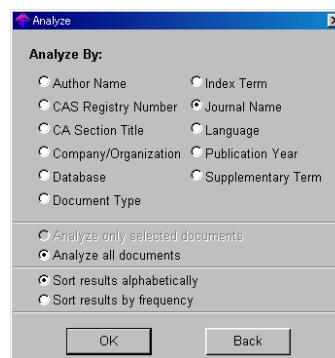 Analyze
Analyze By:
Author Name
Index Term
CAS Registry Number
Journal Name
CA Section Title
Language
Company/Organization
Publication Year
Database
Supplementary Term
Document Type
Analyze only selected documents
Analyze all documents
Sort results alphabetically
Sort results by frequency
OK
Back